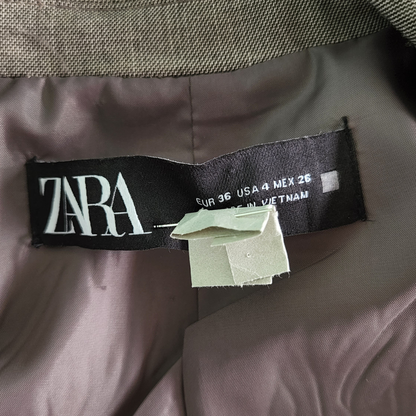 ZARA
EUR 36 USA 4 MEX 26
IN VIETNAM